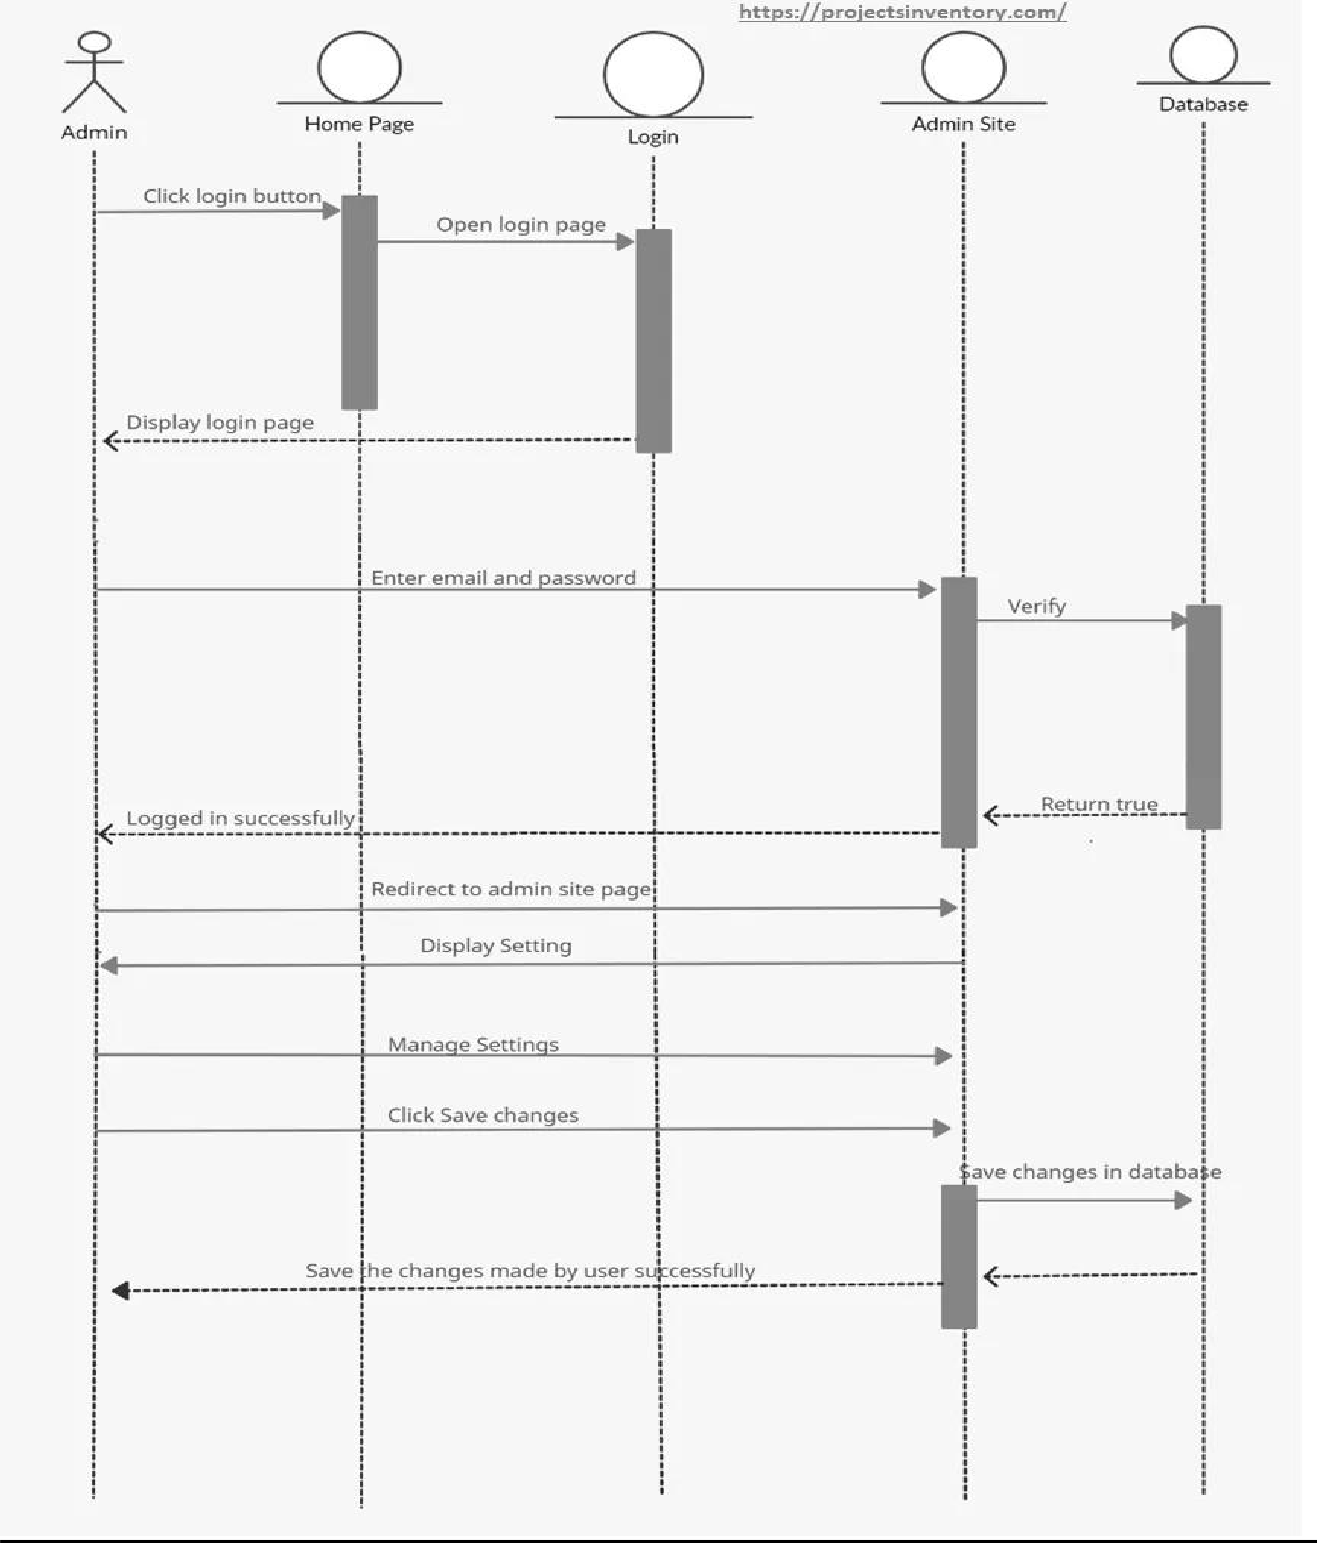 https://projectsinventory.com/
Admin
Home Page
Login
Admin Site
Database
Click login button
Open login page
Display login page
Enter email and password
Verify
Return true
Logged in successfully
Redirect to admin site page
Display Setting
Manage Settings
Click Save changes
Save changes in database
Save the changes made by user successfully